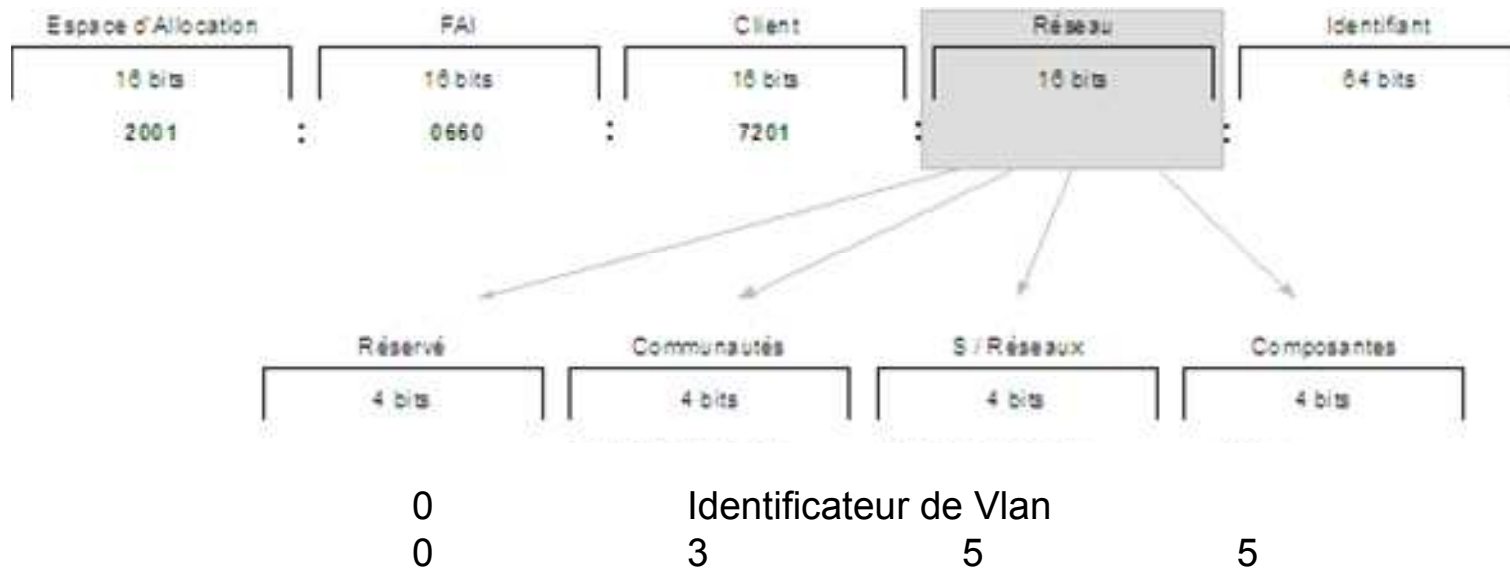 Espace d'Allocation FAI Client Réseau Identifiant
16 bits 16 bits 16 bits 16 bits 64 bits
2001 : 0660 : 7201 : :
Réservé Communautés S / Réseaux Composantes
4 bits 4 bits 4 bits 4 bits
0 Identificateur de Vlan
0 3 5 5